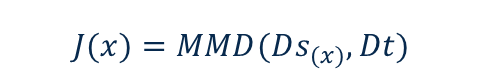 J(x) = MMD(Ds(x), Dt)